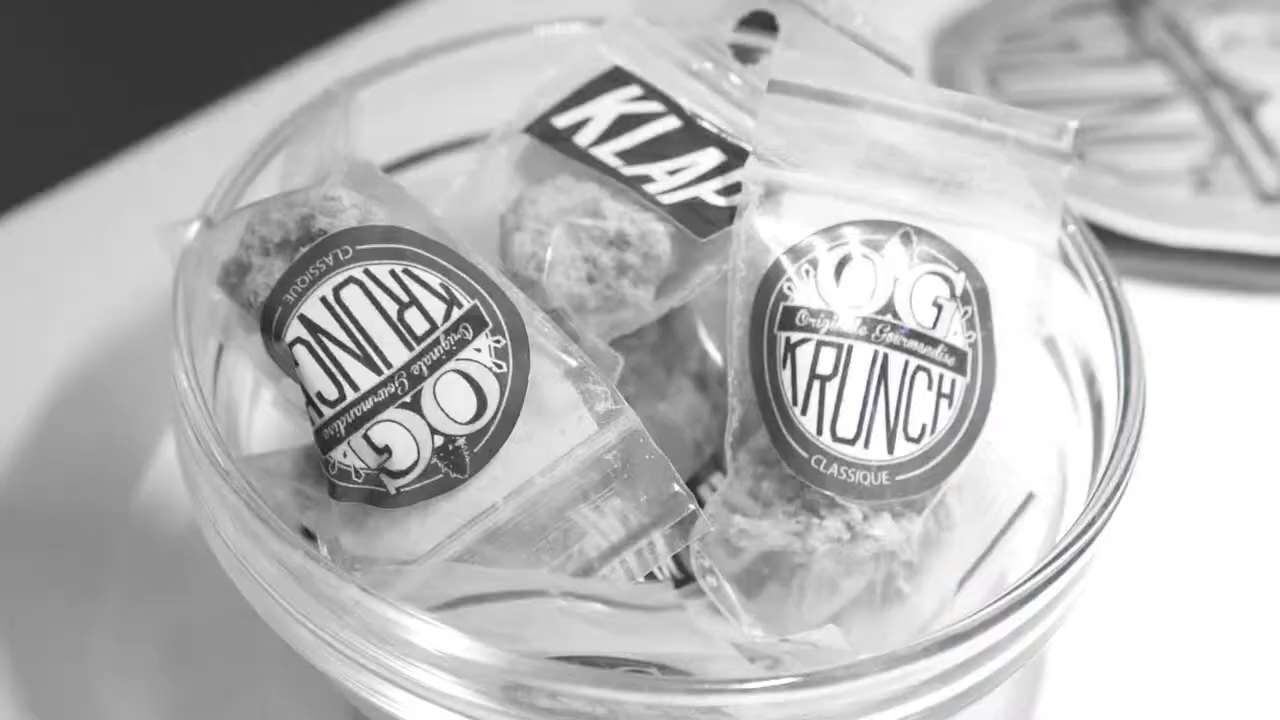 KLAP
CLASSIQUE
KRUNCH
Originale Gourmandise
OG
OG
Originale Gourmandise
KRUNCH
CLASSIQUE